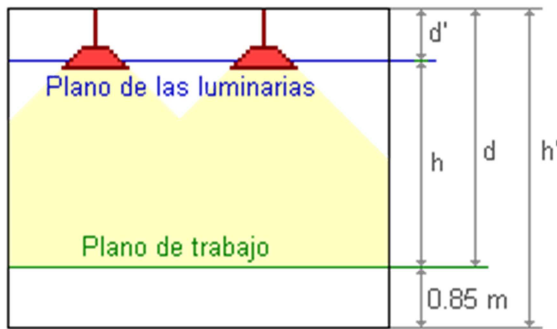 d'
Plano de las luminarias
h
d
h'
Plano de trabajo
0.85 m